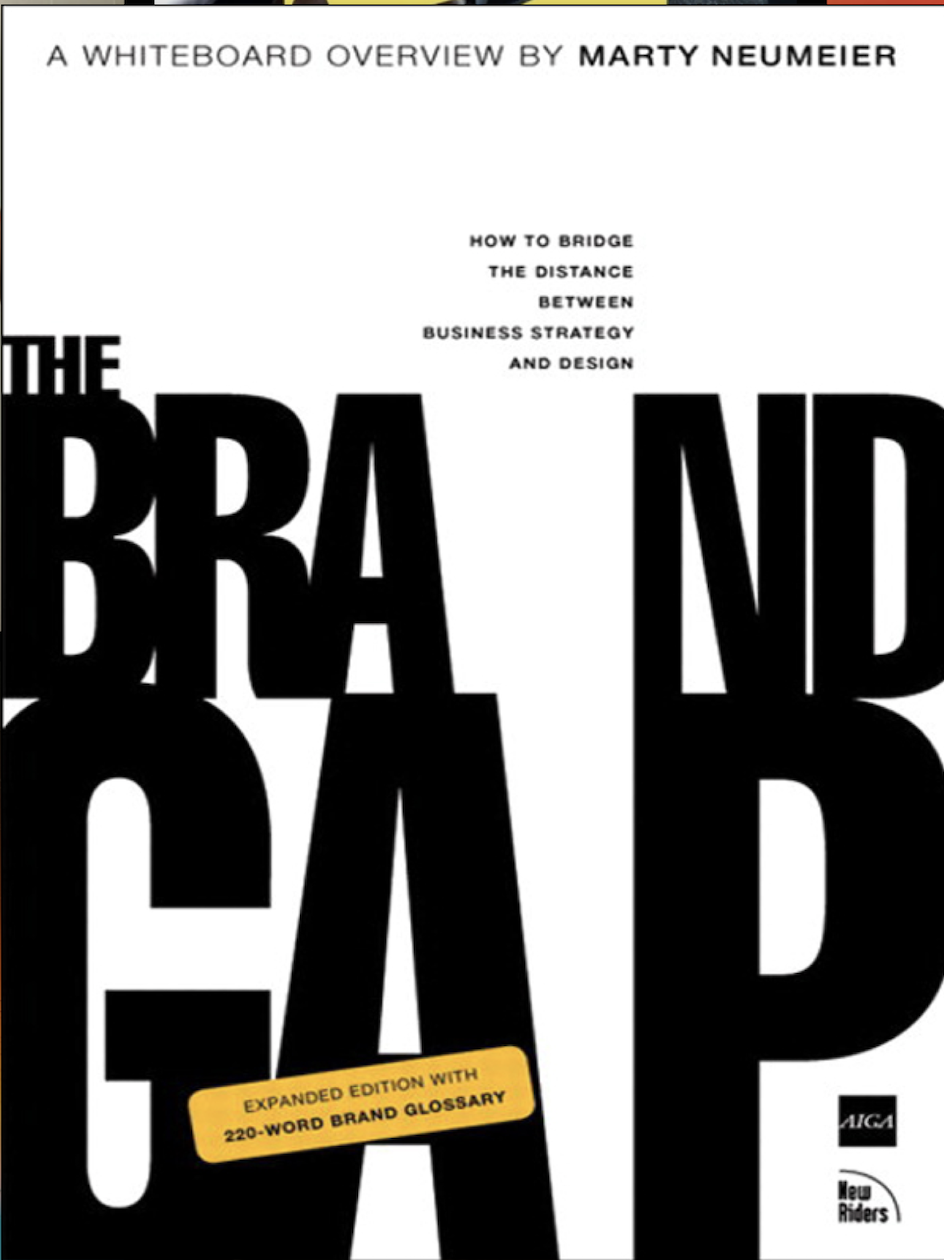 A WHITEBOARD OVERVIEW BY MARTY NEUMEIER
HOW TO BRIDGE
THE DISTANCE
BETWEEN
BUSINESS STRATEGY
AND DESIGN
THE
BRAND
GAP
EXPANDED EDITION WITH
220-WORD BRAND GLOSSARY
AIGA
New
Riders